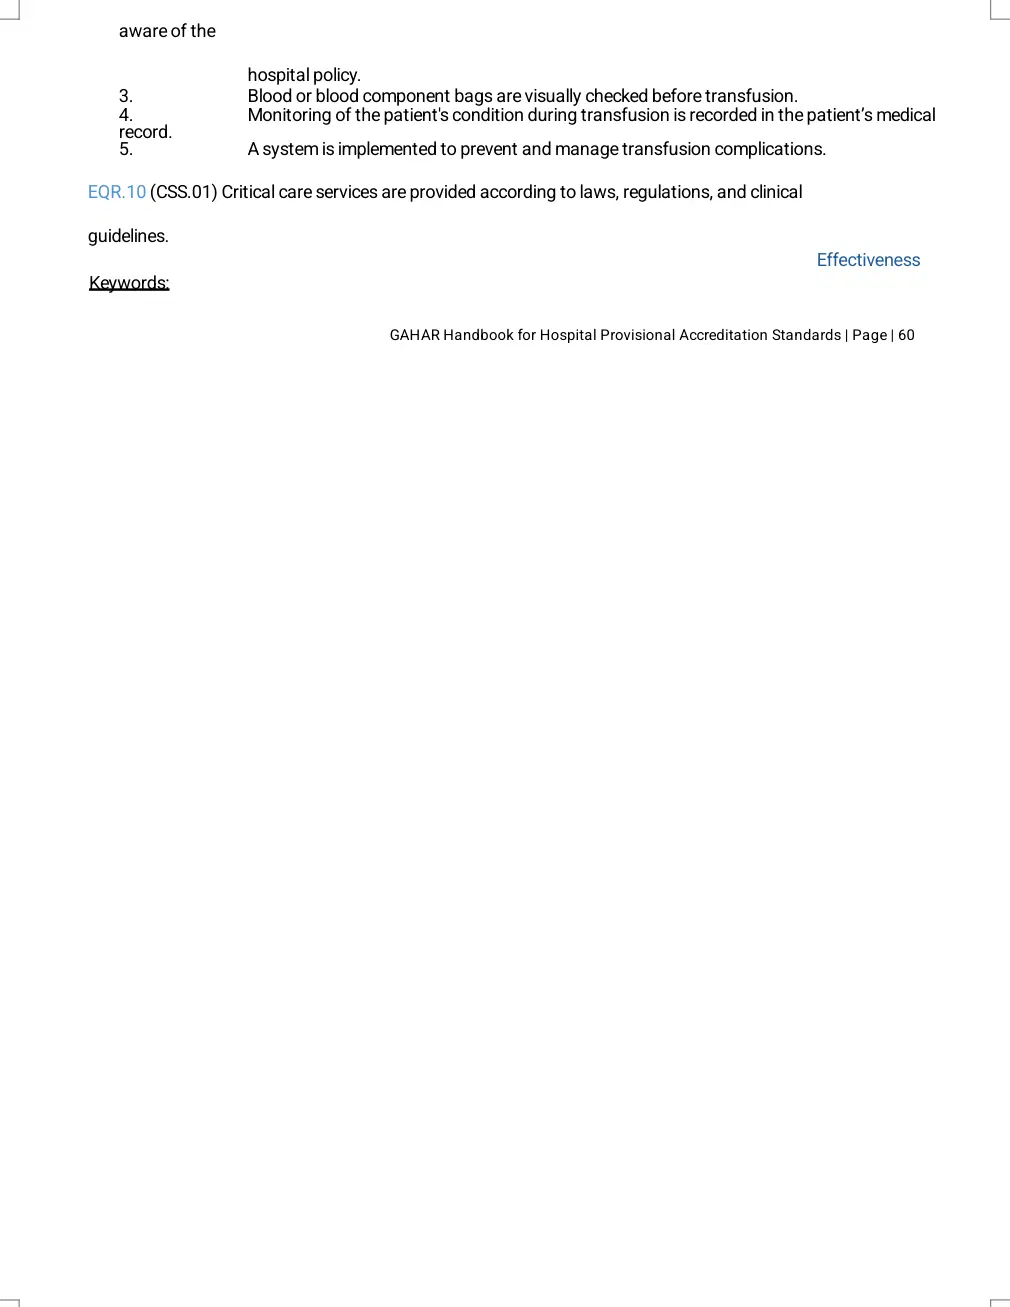 aware of the
hospital policy.
3. Blood or blood component bags are visually checked before transfusion.
4. Monitoring of the patient's condition during transfusion is recorded in the patient’s medical
record.
5. A system is implemented to prevent and manage transfusion complications.
EQR.10 (CSS.01) Critical care services are provided according to laws, regulations, and clinical
guidelines.
Effectiveness
Keywords:
GAHAR Handbook for Hospital Provisional Accreditation Standards | Page | 60